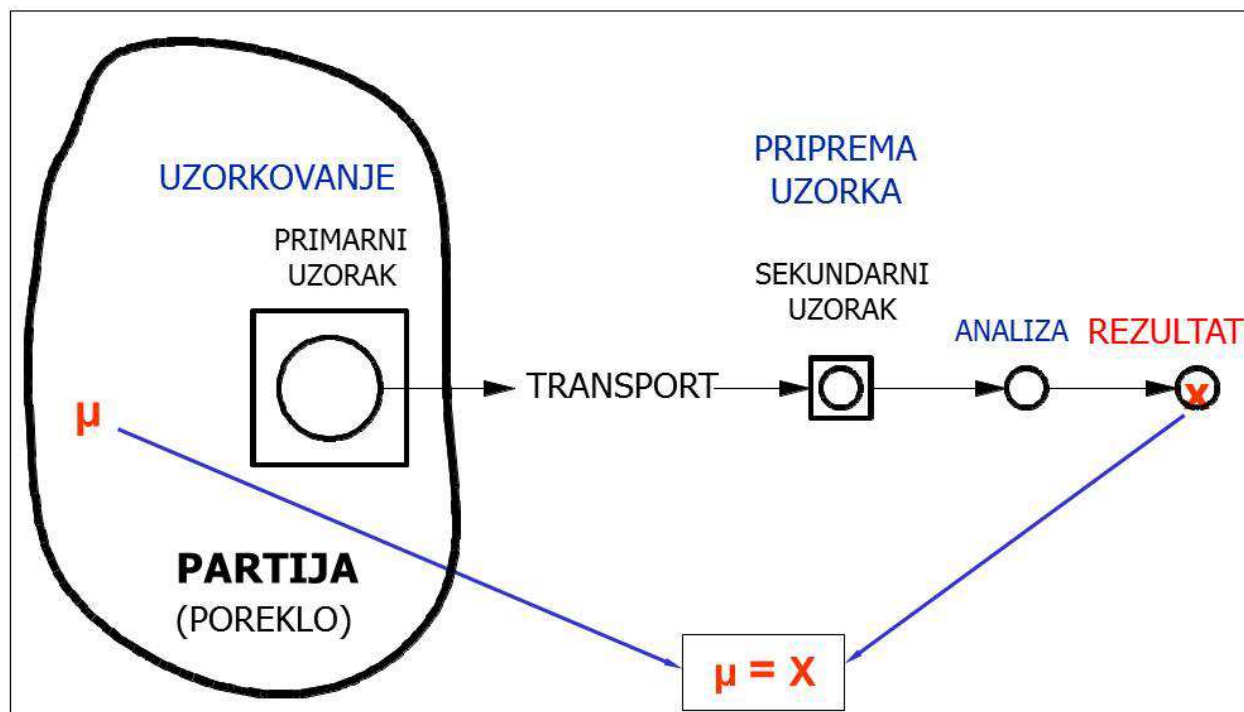 UZORKOVANJE
PRIMARNI
UZORAK
μ
PARTIJA
(POREKLO)
TRANSPORT
PRIPREMA
UZORKA
SEKUNDARNI
UZORAK
ANALIZA
REZULTAT
x
μ = X